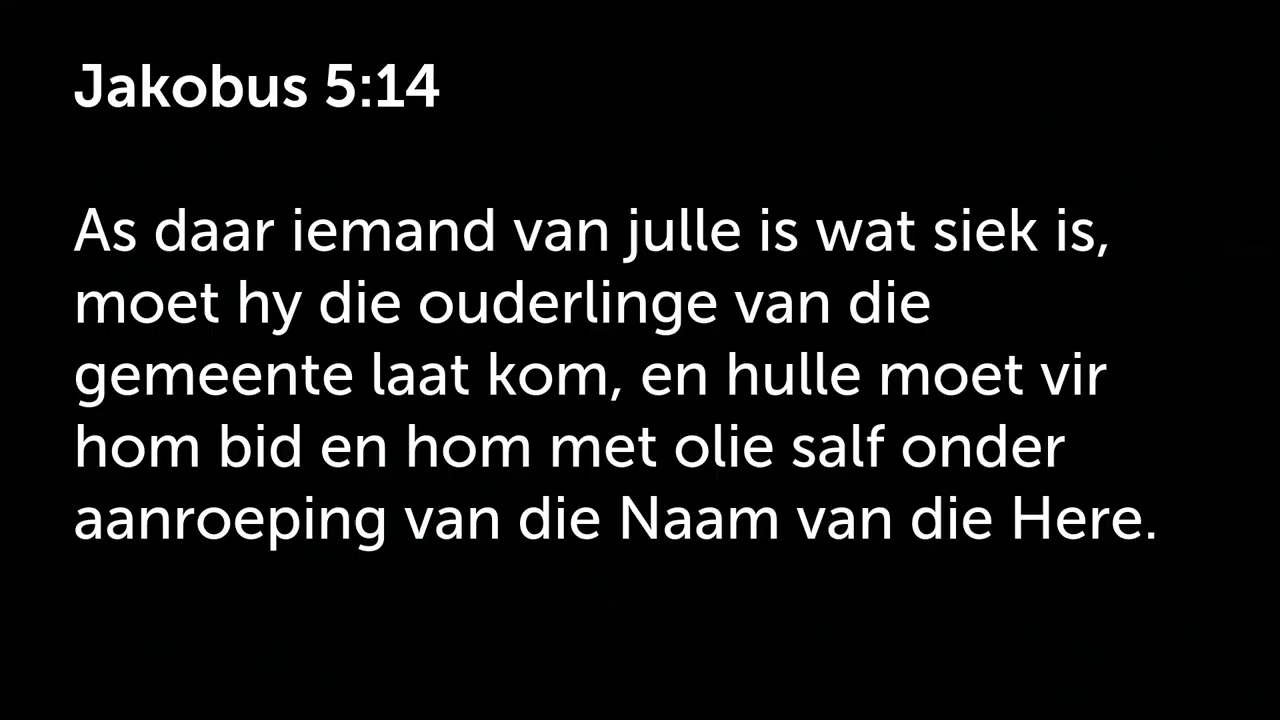 Jakobus 5:14
As daar iemand van julle is wat siek is,
moet hy die ouderlinge van die
gemeente laat kom, en hulle moet vir
hom bid en hom met olie salf onder
aanroeping van die Naam van die Here.